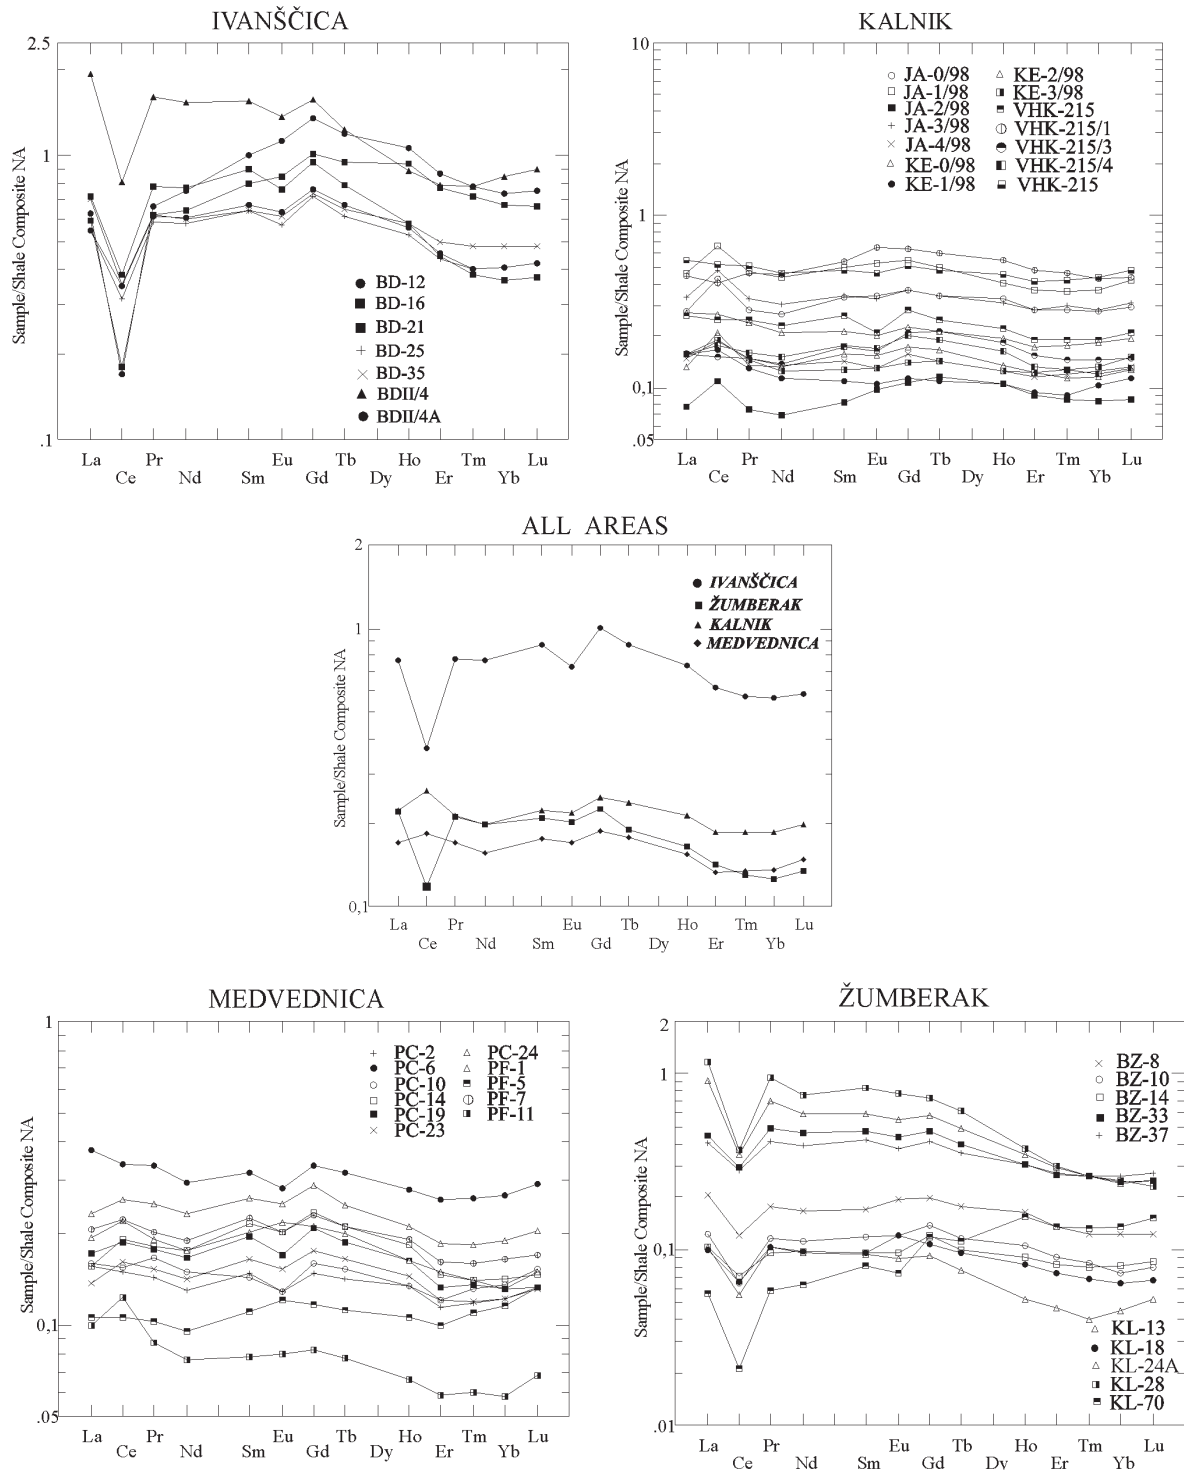 IVANŠČICA
2.5
1
.1
Sample/Shale Composite NA
BD-12
BD-16
BD-21
BD-25
BD-35
BDII/4
BDII/4A
La Pr Eu Tb Ho Tm Lu
Ce Nd Sm Gd Dy Er Yb
KALNIK
10
1.0
0.1
.05
Sample/Shale Composite NA
JA-0/98 KE-2/98
JA-1/98 KE-3/98
JA-2/98 VHK-215
JA-3/98 VHK-215/1
JA-4/98 VHK-215/3
KE-0/98 VHK-215/4
KE-1/98 VHK-215
La Pr Eu Tb Ho Tm Lu
Ce Nd Sm Gd Dy Er Yb
ALL AREAS
2
1
0,1
Sample/Shale Composite NA
IVANŠČICA
ŽUMBERAK
KALNIK
MEDVEDNICA
La Pr Eu Gd Tb Ho Tm Lu
Ce Nd Sm Dy Er Yb
MEDVEDNICA
1
0.1
.05
Sample/Shale Composite NA
PC-2 PC-24
PC-6 PF-1
PC-10 PF-5
PC-14 PF-7
PC-19 PF-11
PC-23
La Pr Eu Tb Ho Tm Lu
Ce Nd Sm Gd Dy Er Yb
ŽUMBERAK
2
1.0
0,1
.01
Sample/Shale Composite NA
BZ-8
BZ-10
BZ-14
BZ-33
BZ-37
KL-13
KL-18
KL-24A
KL-28
KL-70
La Pr Eu Tb Ho Tm Lu
Ce Nd Sm Gd Dy Er Yb